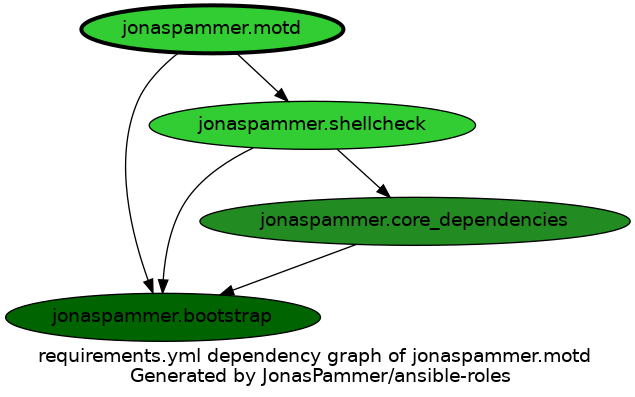 jonaspammer.motd
jonaspammer.shellcheck
jonaspammer.core_dependencies
jonaspammer.bootstrap
requirements.yml dependency graph of jonaspammer.motd
Generated by JonasPammer/ansible-roles